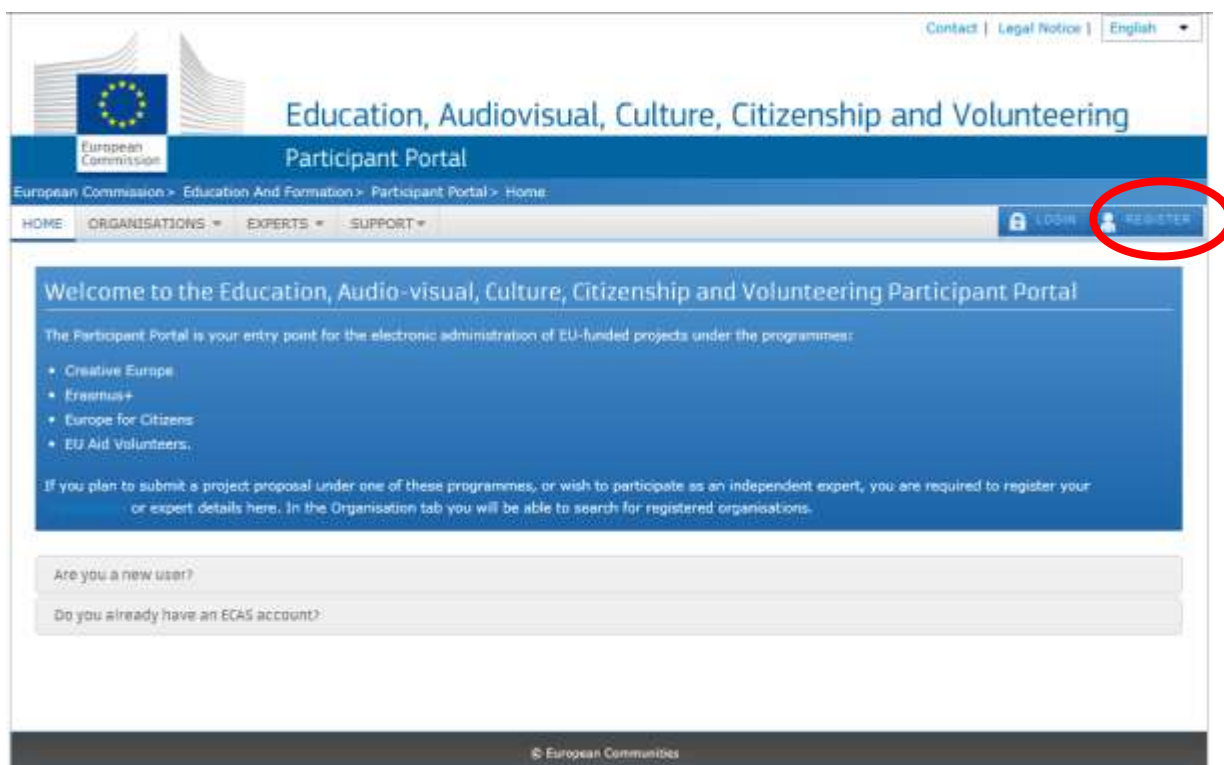 Contact | Legal Notice | English
Education, Audiovisual, Culture, Citizenship and Volunteering
European
Commission
Participant Portal
European Commission > Education And Formation > Participant Portal > Home
HOME ORGANISATIONS EXPERTS SUPPORT LOGIN REGISTER
Welcome to the Education, Audio-visual, Culture, Citizenship and Volunteering Participant Portal
The Participant Portal is your entry point for the electronic administration of EU-funded projects under the programmes:
• Creative Europe
• Erasmus+
• Europe for Citizens
• EU Aid Volunteers.
If you plan to submit a project proposal under one of these programmes, or wish to participate as an independent expert, you are required to register your
or expert details here. In the Organisation tab you will be able to search for registered organisations.
Are you a new user?
Do you already have an ECAS account?
© European Communities